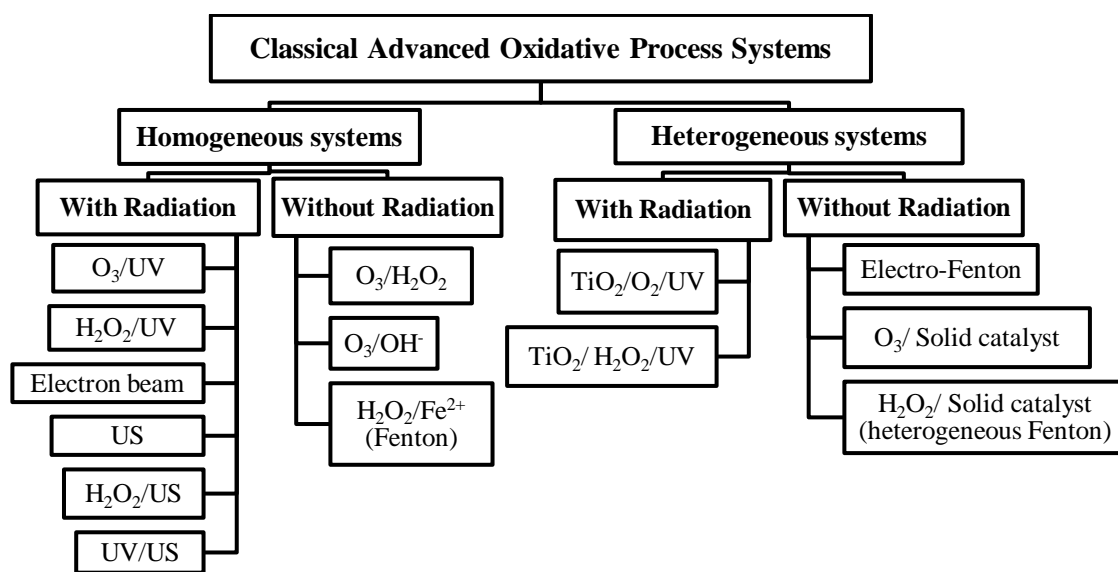 Classical Advanced Oxidative Process Systems
Homogeneous systems
With Radiation
O₃/UV
H₂O₂/UV
Electron beam
US
H₂O₂/US
UV/US
Without Radiation
O₃/H₂O₂
O₃/OH⁻
H₂O₂/Fe²⁺
(Fenton)
Heterogeneous systems
With Radiation
TiO₂/O₂/UV
TiO₂/ H₂O₂/UV
Without Radiation
Electro-Fenton
O₃/ Solid catalyst
H₂O₂/ Solid catalyst
(heterogeneous Fenton)